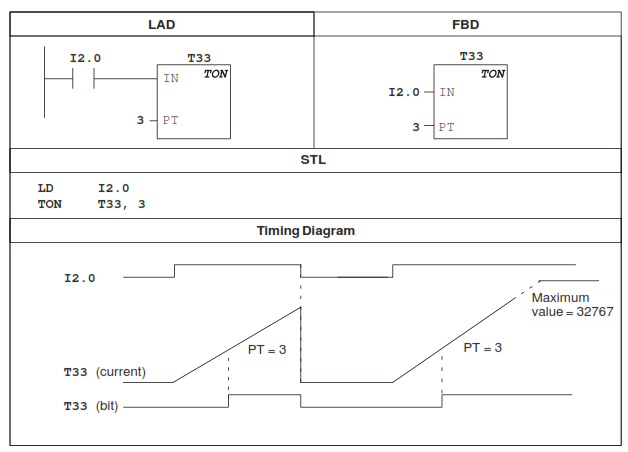 LAD
FBD
I2.0
T33
IN
TON
3
PT
T33
TON
I2.0
IN
3
PT
STL
LD I2.0
TON T33, 3
Timing Diagram
I2.0
Maximum
value = 32767
PT = 3
PT = 3
T33 (current)
T33 (bit)